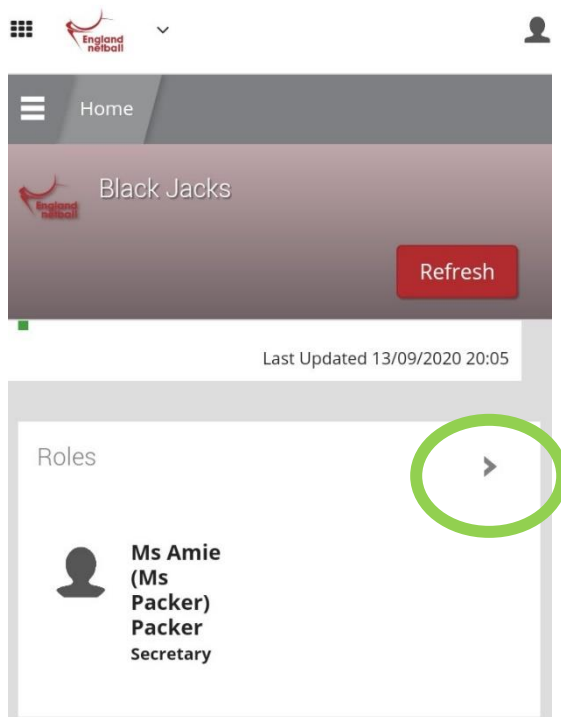 England
netball
Home
England
netball
Black Jacks
Refresh
Last Updated 13/09/2020 20:05
Roles
Ms Amie
(Ms
Packer)
Packer
Secretary